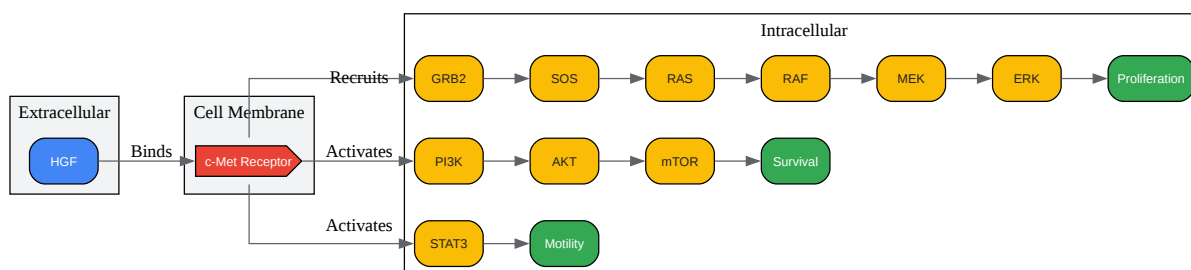 Intracellular
Recruits
GRB2
SOS
RAS
RAF
MEK
ERK
Proliferation
Extracellular
HGF
Binds
Cell Membrane
c-Met Receptor
Activates
PI3K
AKT
mTOR
Survival
Activates
STAT3
Motility